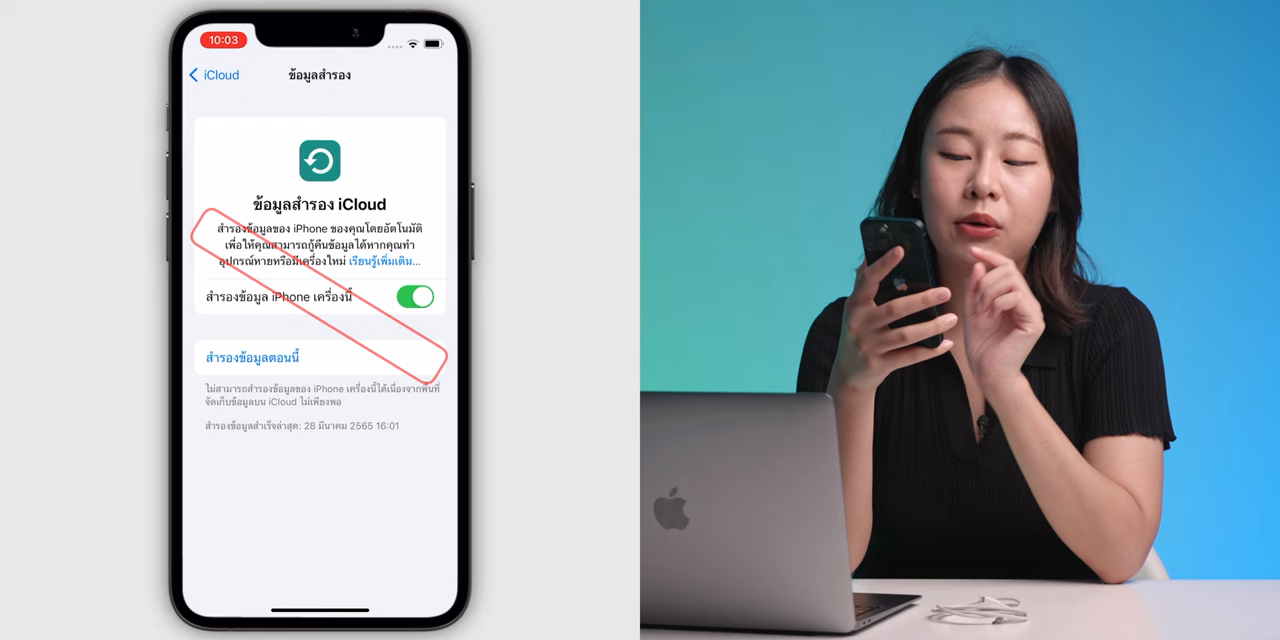 10:03
iCloud
ข้อมูลสำรอง
ข้อมูลสำรอง iCloud
สำรองข้อมูลของ iPhone ของคุณโดยอัตโนมัติ
เพื่อให้คุณสามารถกู้คืนข้อมูลได้หากคุณทำ
อุปกรณ์หายหรือมีเครื่องใหม่ เรียนรู้เพิ่มเติม...
สำรองข้อมูล iPhone เครื่องนี้
สำรองข้อมูลตอนนี้
ไม่สามารถสำรองข้อมูลของ iPhone เครื่องนี้ได้เนื่องจากพื้นที่
จัดเก็บข้อมูลบน iCloud ไม่เพียงพอ
สำรองข้อมูลสำเร็จล่าสุด: 28 มีนาคม 2565 16:01